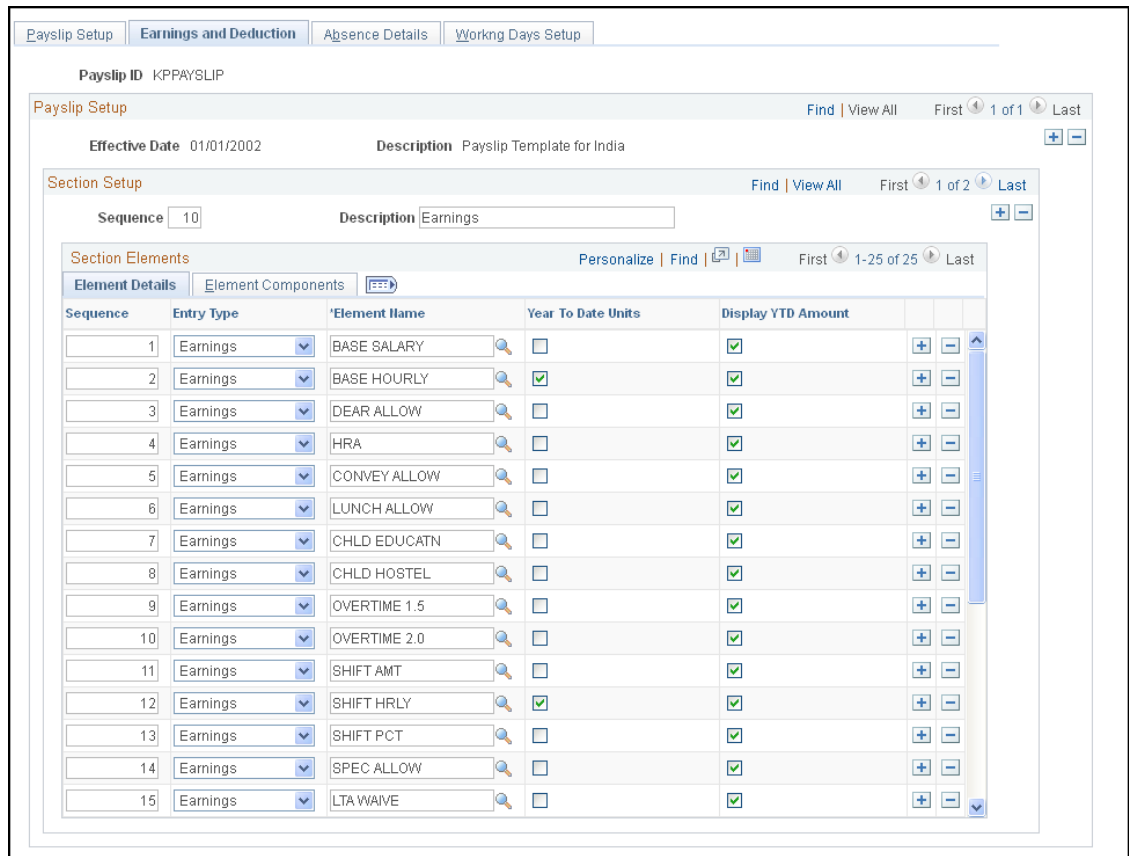 Payslip Setup Earnings and Deduction Absence Details Workng Days Setup
Payslip ID KPPAYSLIP
Payslip Setup Find | View All First 1 of 1 Last
Effective Date 01/01/2002 Description Payslip Template for India
Section Setup Find | View All First 1 of 2 Last
Sequence 10 Description Earnings
Section Elements Personalize | Find | | First 1-25 of 25 Last
Element Details Element Components
Sequence Entry Type *Element Name Year To Date Units Display YTD Amount
1 Earnings BASE SALARY
2 Earnings BASE HOURLY
3 Earnings DEAR ALLOW
4 Earnings HRA
5 Earnings CONVEY ALLOW
6 Earnings LUNCH ALLOW
7 Earnings CHLD EDUCATN
8 Earnings CHLD HOSTEL
9 Earnings OVERTIME 1.5
10 Earnings OVERTIME 2.0
11 Earnings SHIFT AMT
12 Earnings SHIFT HRLY
13 Earnings SHIFT PCT
14 Earnings SPEC ALLOW
15 Earnings LTA WAIVE